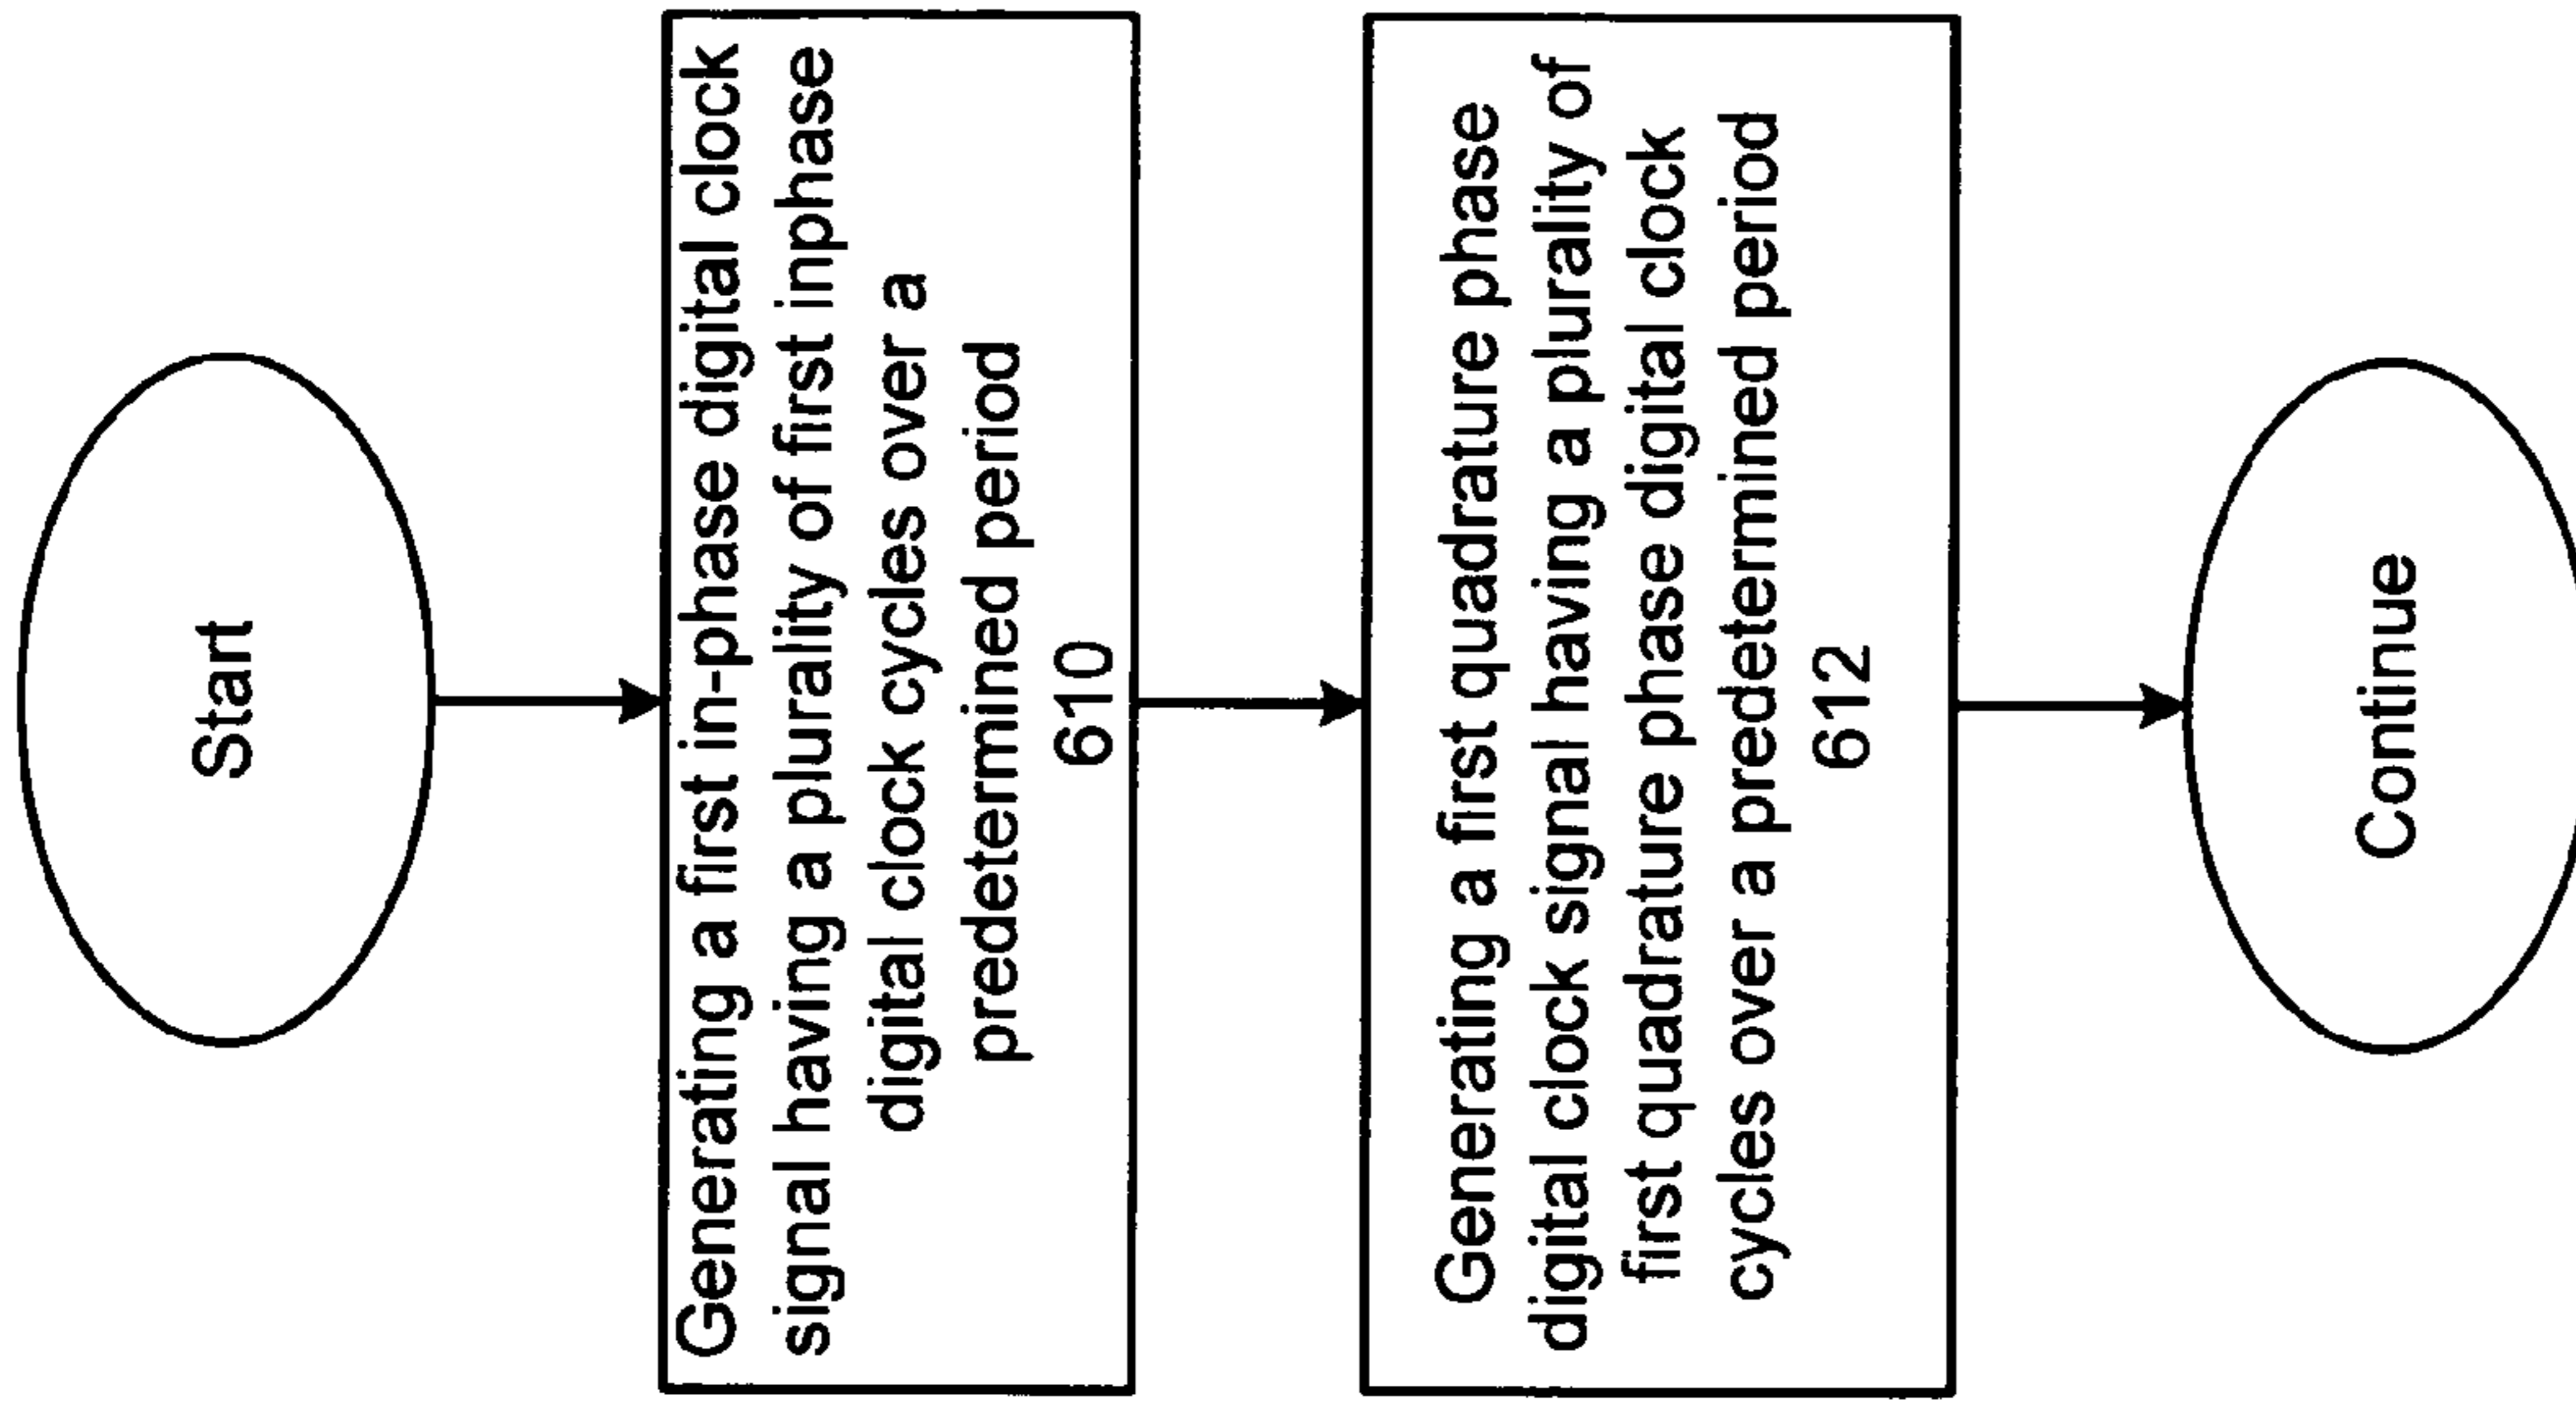 Start
Generating a first in-phase digital clock
signal having a plurality of first inphase
digital clock cycles over a
predetermined period
610
Generating a first quadrature phase
digital clock signal having a plurality of
first quadrature phase digital clock
cycles over a predetermined period
612
Continue